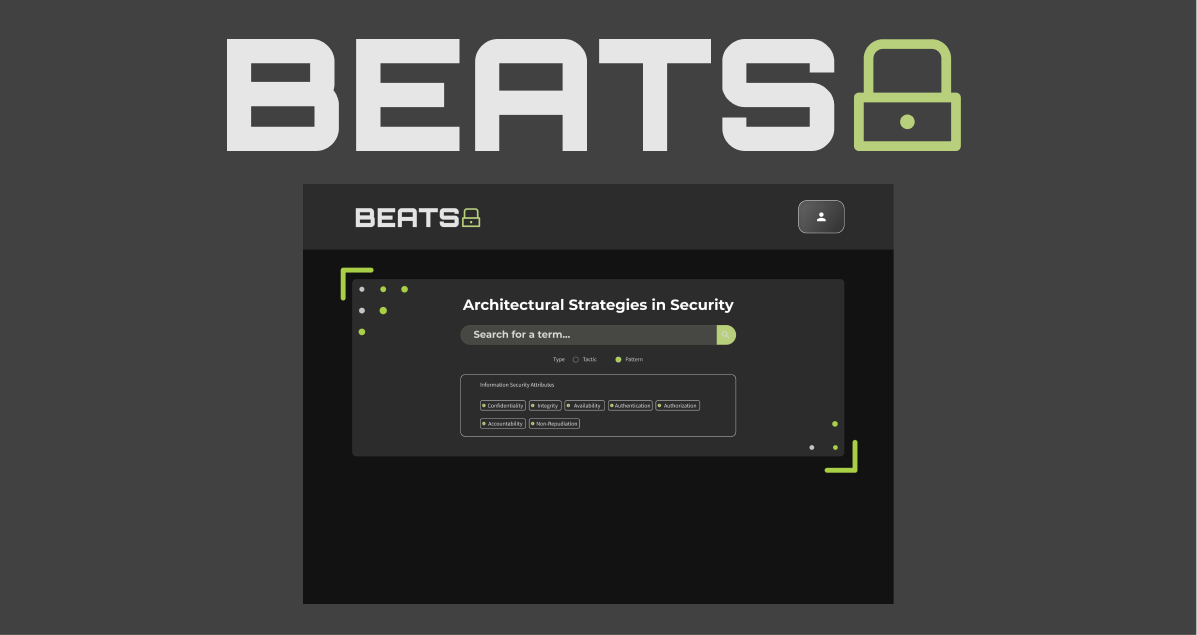 BEATS
BEATS
Architectural Strategies in Security
Search for a term...
Type Tactic Pattern
Information Security Attributes
Confidentiality Integrity Availability Authentication Authorization
Accountability Non-Repudiation